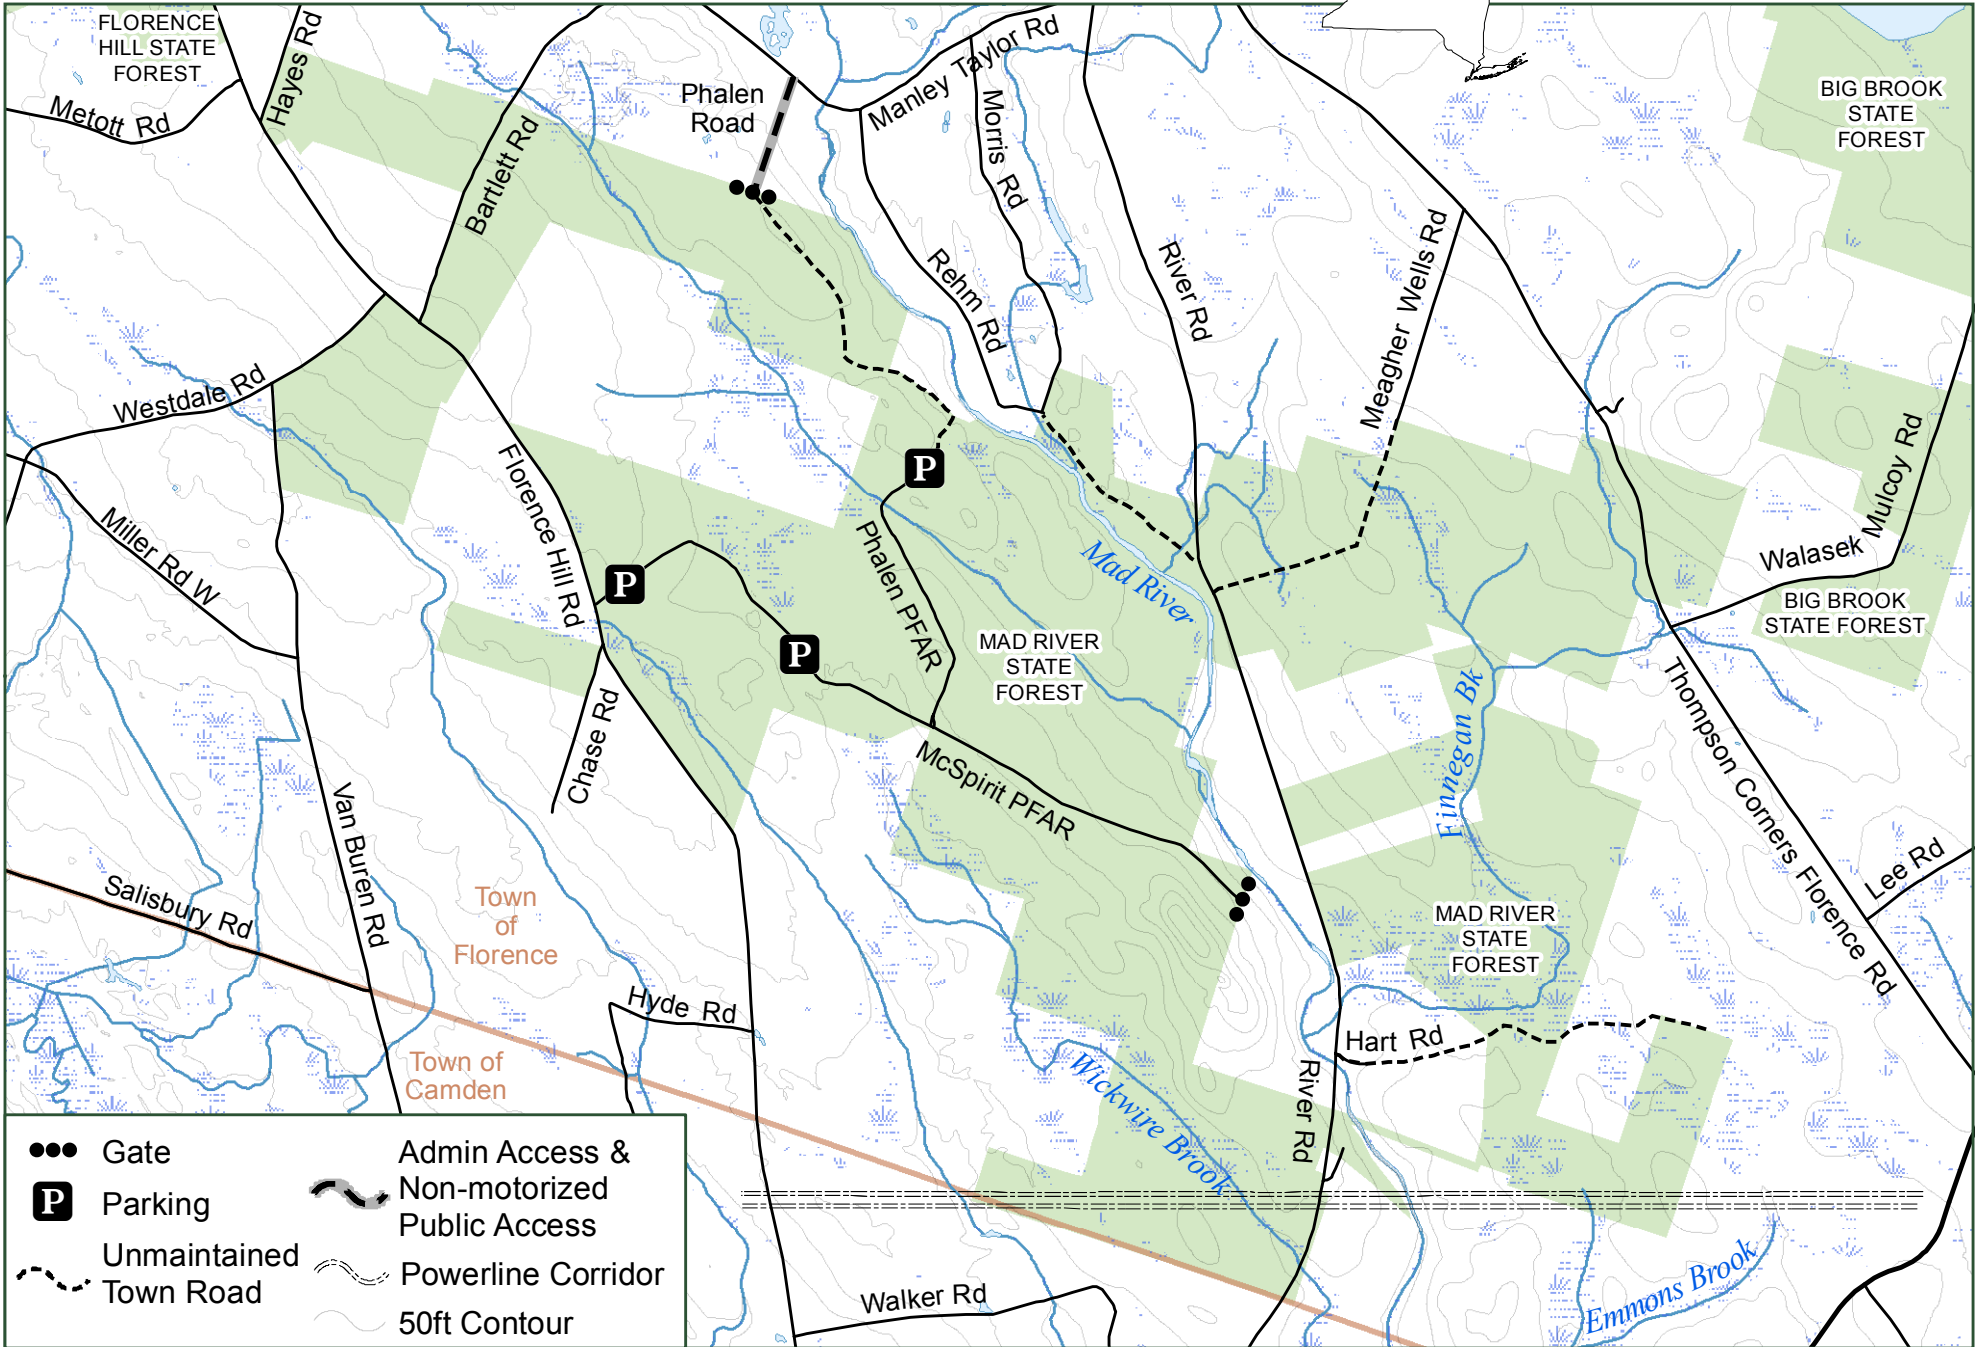 FLORENCE
HILL STATE
FOREST
Hayes Rd
Metott Rd
Bartlett Rd
Phalen
Road
Manley Taylor Rd
Morris Rd
Rehm Rd
River Rd
Meagher Wells Rd
BIG BROOK
STATE
FOREST
Westdale Rd
Miller Rd W
Florence Hill Rd
P
P
P
Phalen PFAR
Mad River
MAD RIVER
STATE
FOREST
Walasek
Mulcoy Rd
BIG BROOK
STATE FOREST
Chase Rd
McSpirit PFAR
Finnegan Bk
Thompson Corners Florence Rd
Lee Rd
Van Buren Rd
Salisbury Rd
Town
of
Florence
MAD RIVER
STATE
FOREST
Hyde Rd
Hart Rd
Town of
Camden
River Rd
Wickwire Brook
Walker Rd
Emmons Brook
Gate
P
Parking
Unmaintained
Town Road
Admin Access &
Non-motorized
Public Access
Powerline Corridor
50ft Contour